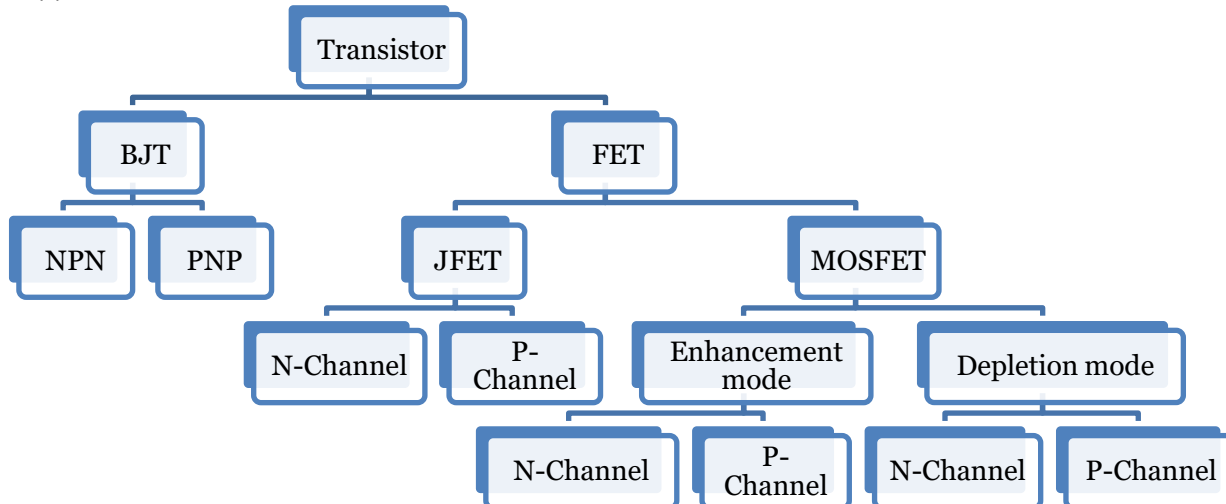 Transistor
BJT
FET
NPN
PNP
JFET
MOSFET
N-Channel
P-
Channel
Enhancement
mode
Depletion mode
N-Channel
P-
Channel
N-Channel
P-Channel